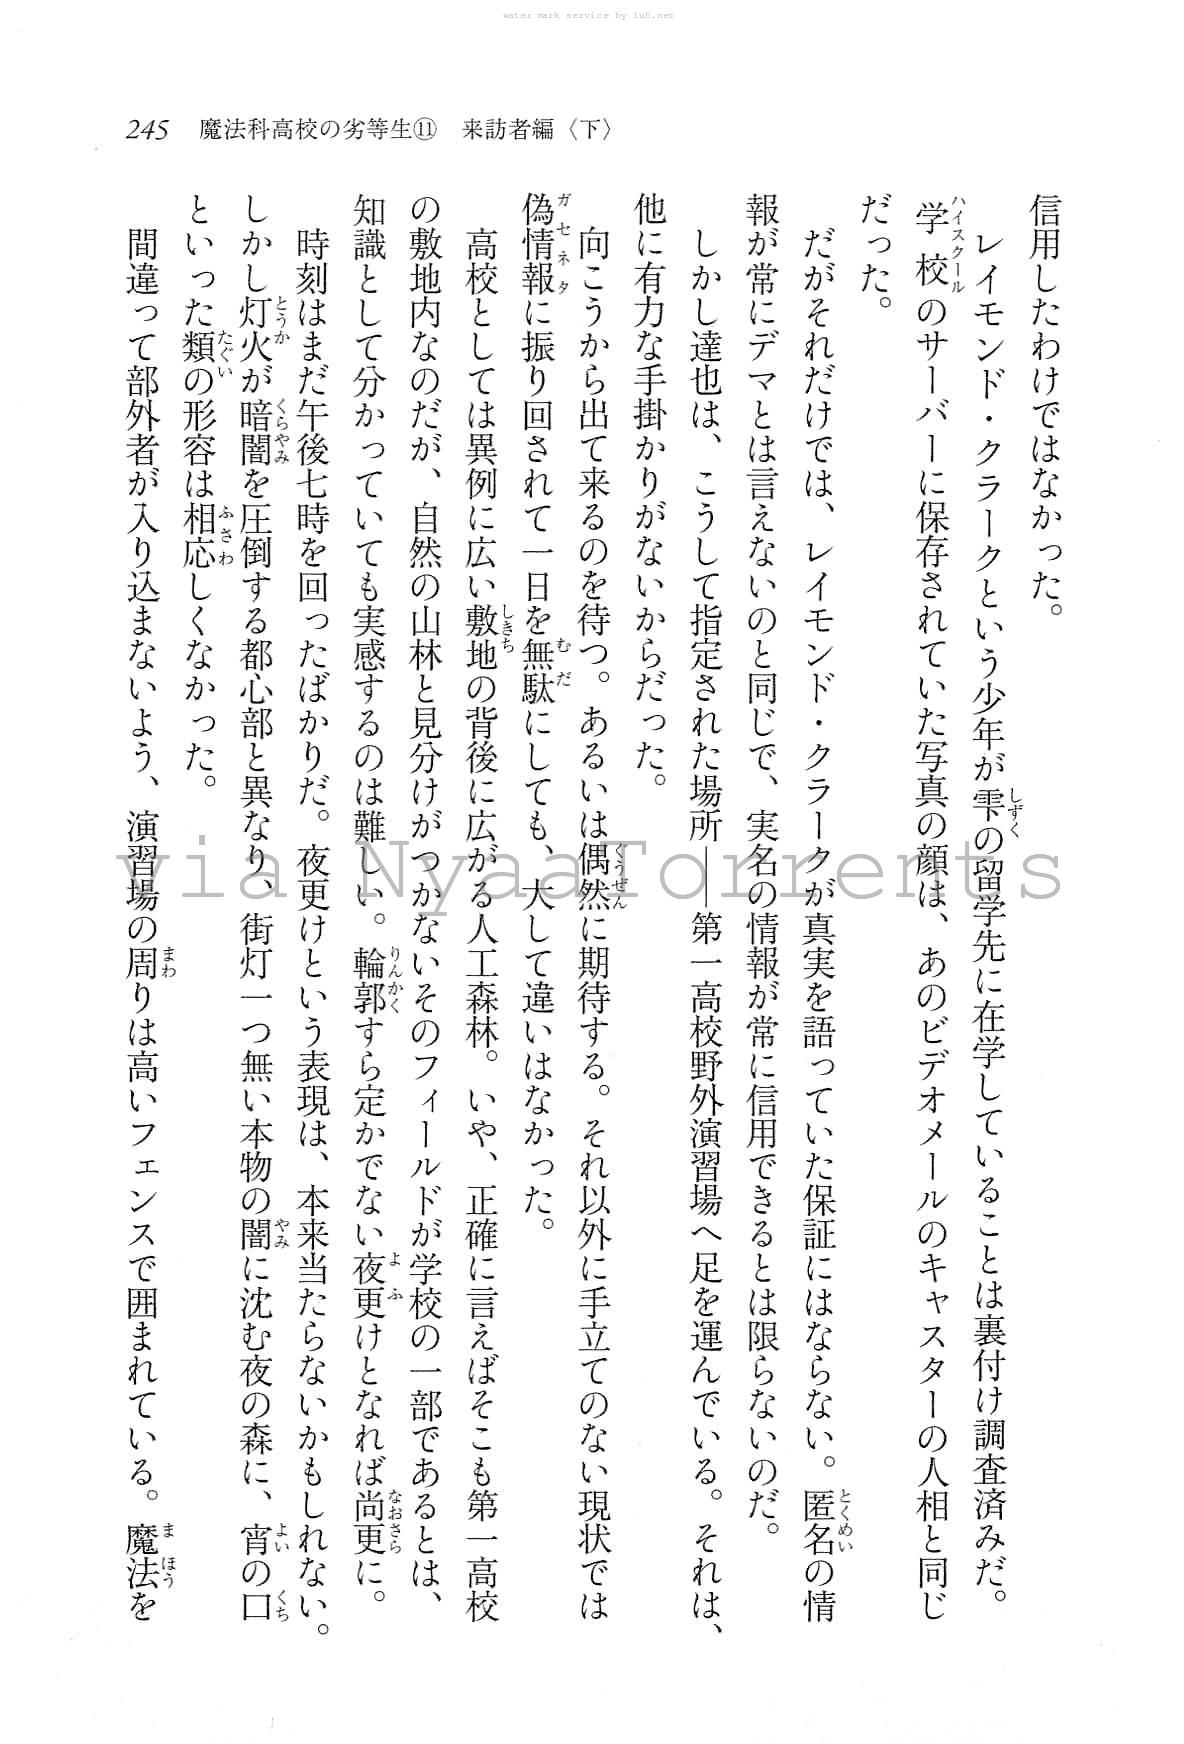 water mark service by lu0.net
245 魔法科高校の劣等生⑪ 来訪者編〈下〉
信用したわけではなかった。
レイモンド・クラークという少年が雫の留学先に在学していることは裏付け調査済みだ。
学校のサーバーに保存されていた写真の顔は、あのビデオメールのキャスターの人相と同じ
だった。
だがそれだけでは、レイモンド・クラークが真実を語っていた保証にはならない。匿名の情
報が常にデマとは言えないのと同じで、実名の情報が常に信用できるとは限らないのだ。
しかし達也は、こうして指定された場所――第一高校野外演習場へ足を運んでいる。それは、
他に有力な手掛かりがないからだった。
向こうから出て来るのを待つ。あるいは偶然に期待する。それ以外に手立てのない現状では
偽情報に振り回されて一日を無駄にしても、大して違いはなかった。
高校としては異例に広い敷地の背後に広がる人工森林。いや、正確に言えばそこも第一高校
の敷地内なのだが、自然の山林と見分けがつかないそのフィールドが学校の一部であるとは、
知識として分かっていても実感するのは難しい。輪郭すら定かでない夜更けとなれば尚更に。
時刻はまだ午後七時を回ったばかりだ。夜更けという表現は、本来当たらないかもしれない。
しかし灯火が暗闇を圧倒する都心部と異なり、街灯一つ無い本物の闇に沈む夜の森に、宵の口
といった類の形容は相応しくなかった。
間違って部外者が入り込まないよう、演習場の周りは高いフェンスで囲まれている。魔法を
via NyaaTorrents